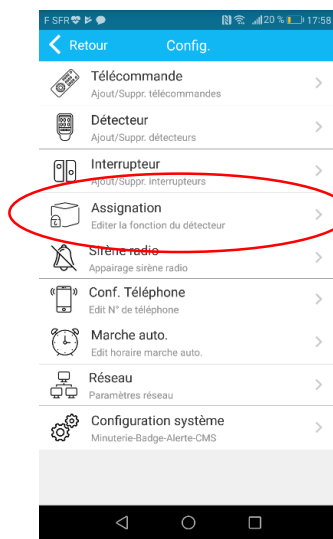 F SFR 20 % 17:58
Retour Config.
Télécommande
Ajout/Suppr. télécommandes
Détecteur
Ajout/Suppr. détecteurs
Interrupteur
Ajout/Suppr. interrupteurs
Assignation
Editer la fonction du détecteur
Sirène radio
Appairage sirène radio
Conf. Téléphone
Edit N° de téléphone
Marche auto.
Edit horaire marche auto.
Réseau
Paramètres réseau
Configuration système
Minuterie-Badge-Alerte-CMS